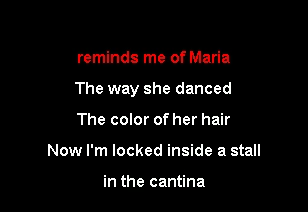 reminds me of Maria
The way she danced
The color of her hair
Now I'm locked inside a stall
in the cantina